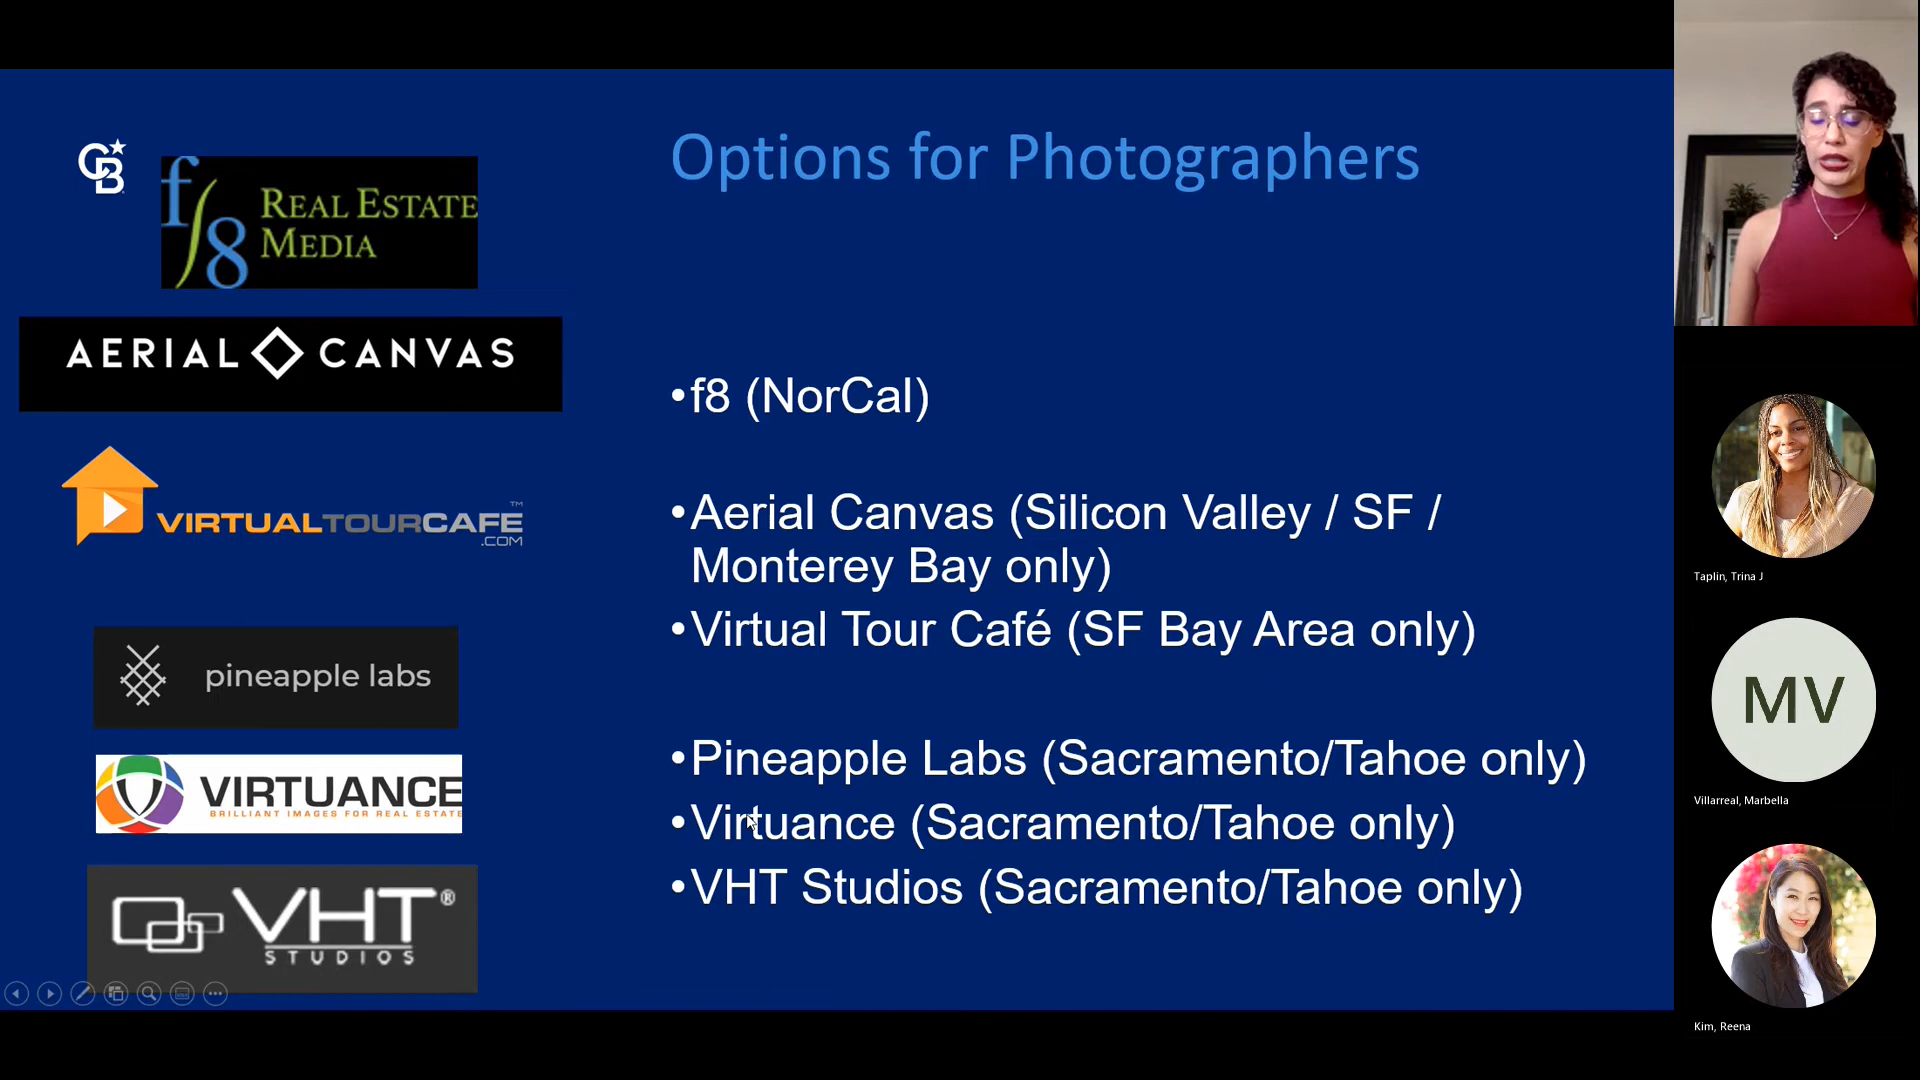 Options for Photographers
CB
f/8 REAL ESTATE
MEDIA
AERIAL CANVAS
VIRTUALTOURCAFE™
.COM
pineapple labs
VIRTUANCE
BRILLIANT IMAGES FOR REAL ESTATE
VHT®
STUDIOS
•f8 (NorCal)
•Aerial Canvas (Silicon Valley / SF /
Monterey Bay only)
•Virtual Tour Café (SF Bay Area only)
•Pineapple Labs (Sacramento/Tahoe only)
•Virtuance (Sacramento/Tahoe only)
•VHT Studios (Sacramento/Tahoe only)
Taplin, Trina J
MV
Villarreal, Marbella
Kim, Reena